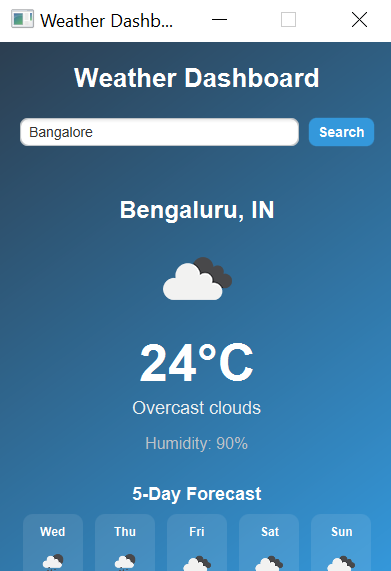 Weather Dashb...
Weather Dashboard
Bangalore Search
Bengaluru, IN
24°C
Overcast clouds
Humidity: 90%
5-Day Forecast
Wed Thu Fri Sat Sun